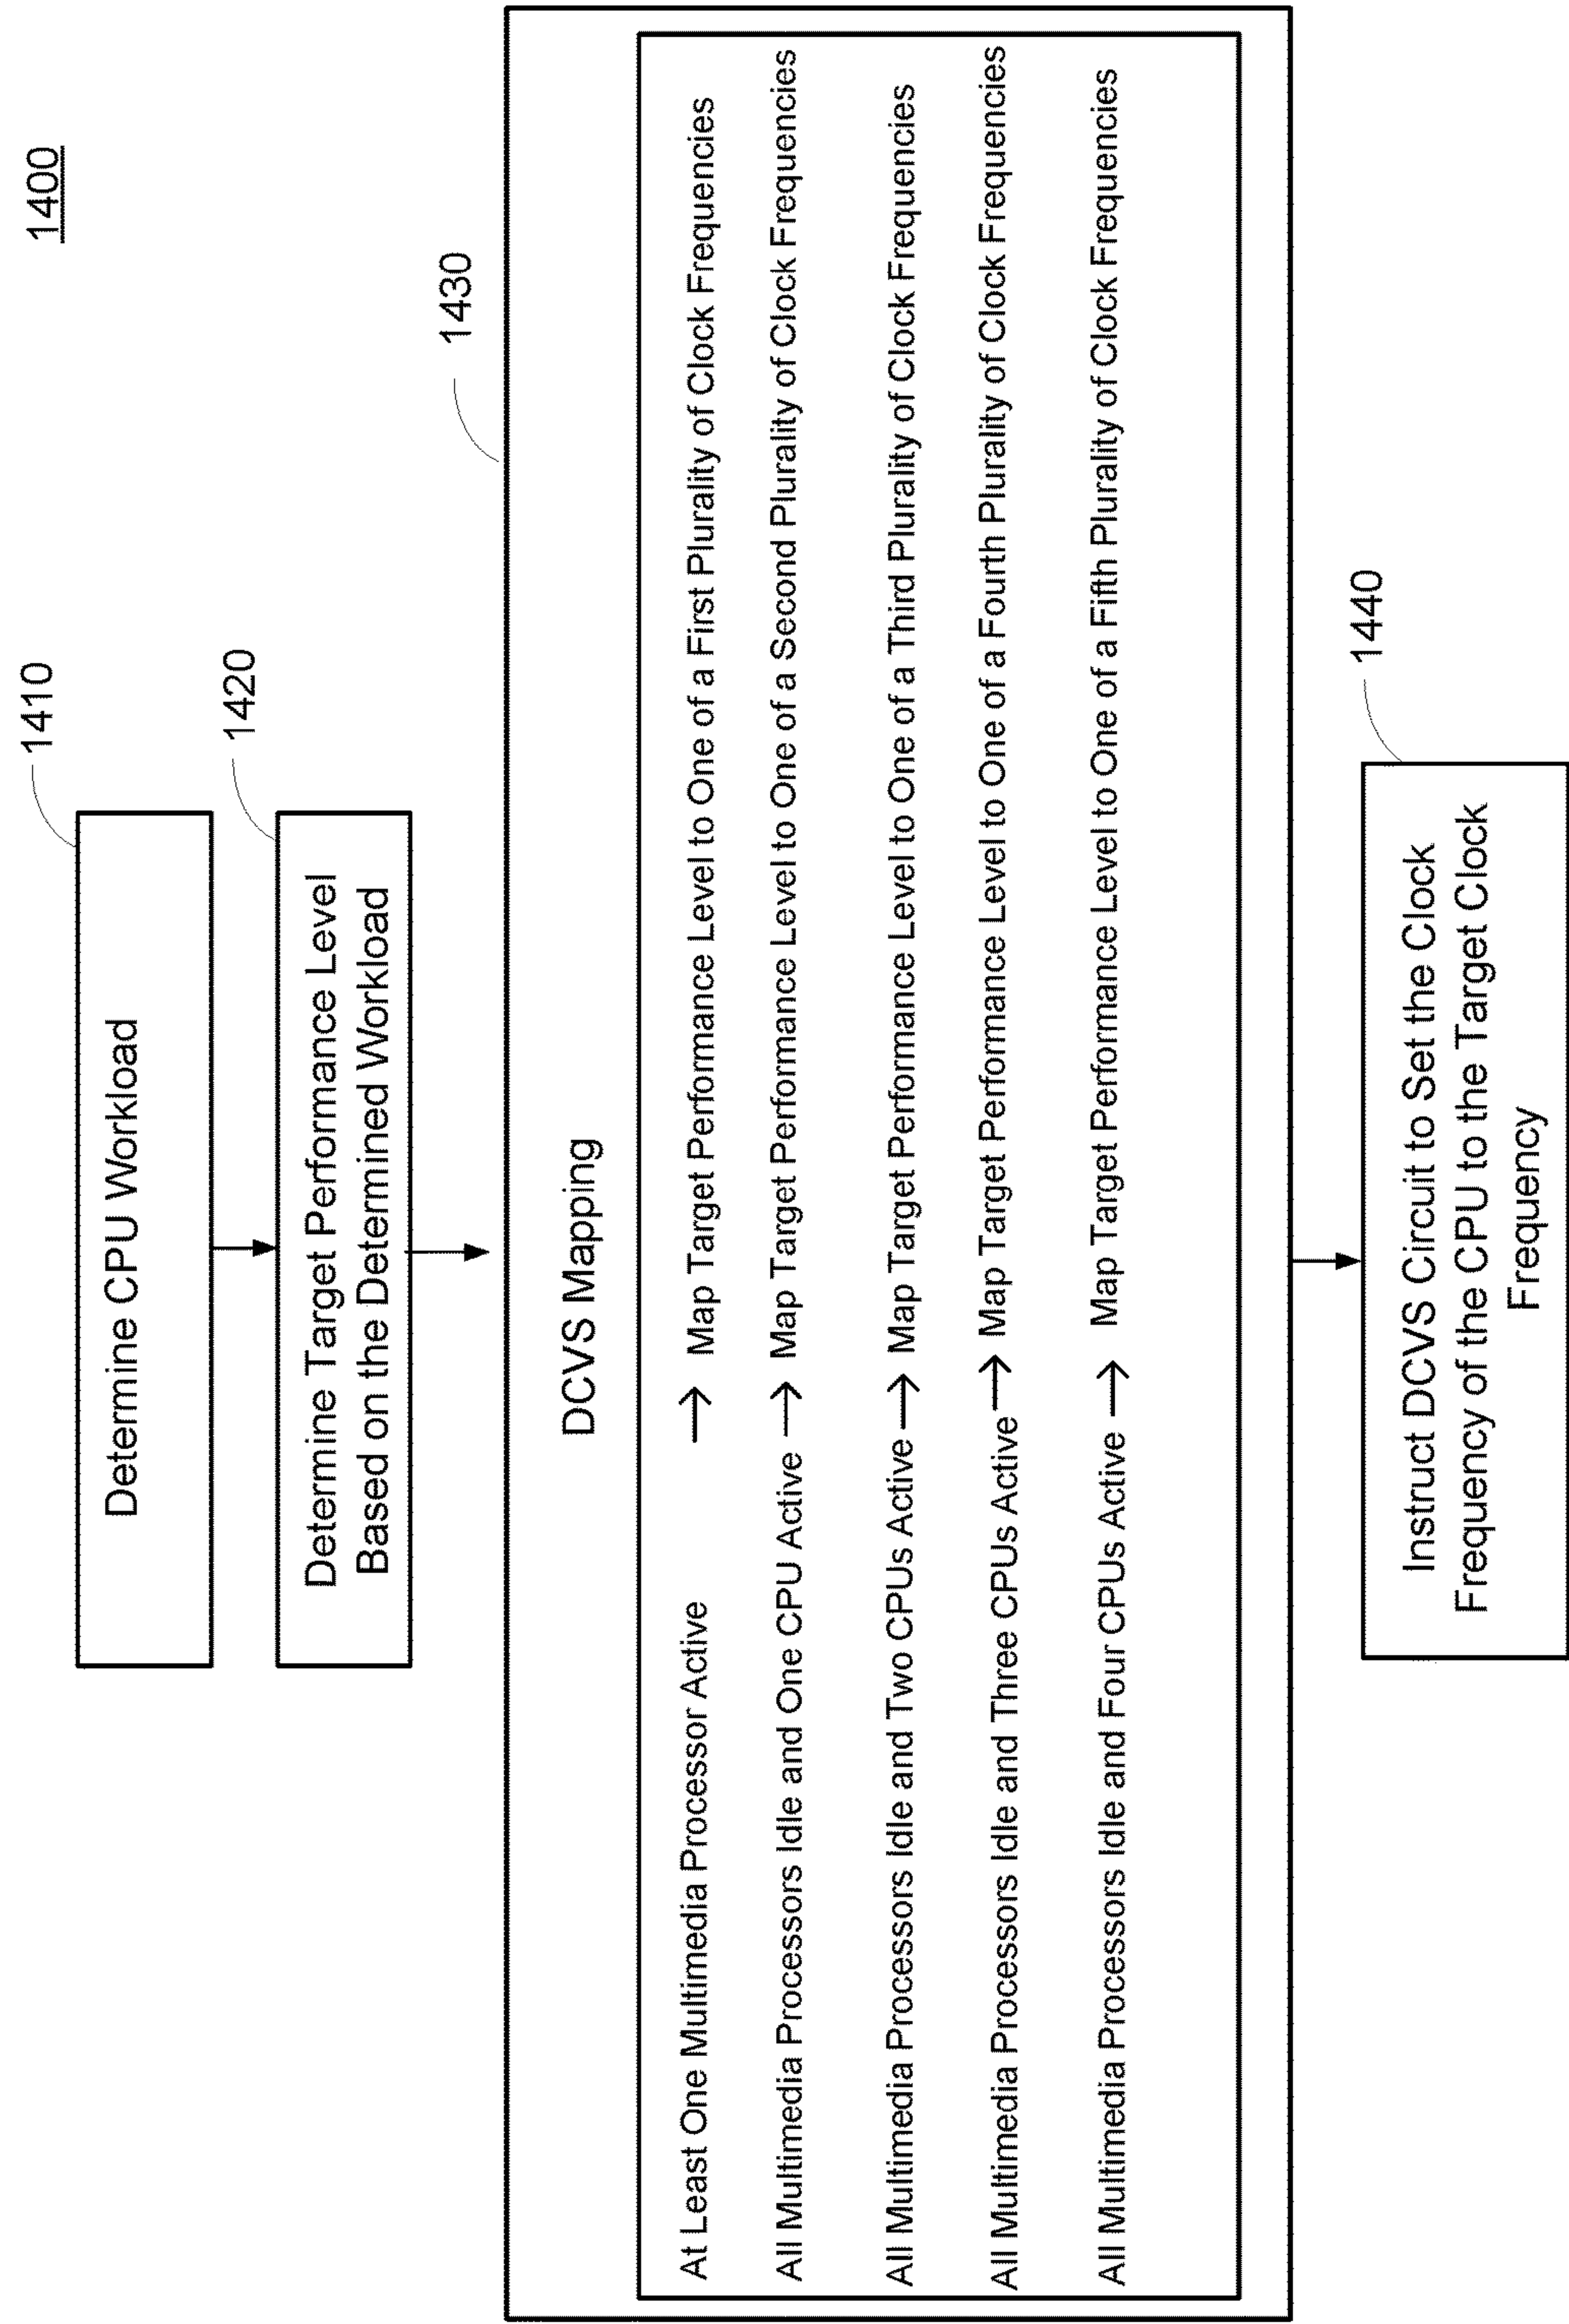 1400
1410
Determine CPU Workload
1420
Determine Target Performance Level
Based on the Determined Workload
1430
DCVS Mapping
At Least One Multimedia Processor Active → Map Target Performance Level to One of a First Plurality of Clock Frequencies
All Multimedia Processors Idle and One CPU Active → Map Target Performance Level to One of a Second Plurality of Clock Frequencies
All Multimedia Processors Idle and Two CPUs Active → Map Target Performance Level to One of a Third Plurality of Clock Frequencies
All Multimedia Processors Idle and Three CPUs Active → Map Target Performance Level to One of a Fourth Plurality of Clock Frequencies
All Multimedia Processors Idle and Four CPUs Active → Map Target Performance Level to One of a Fifth Plurality of Clock Frequencies
1440
Instruct DCVS Circuit to Set the Clock
Frequency of the CPU to the Target Clock
Frequency